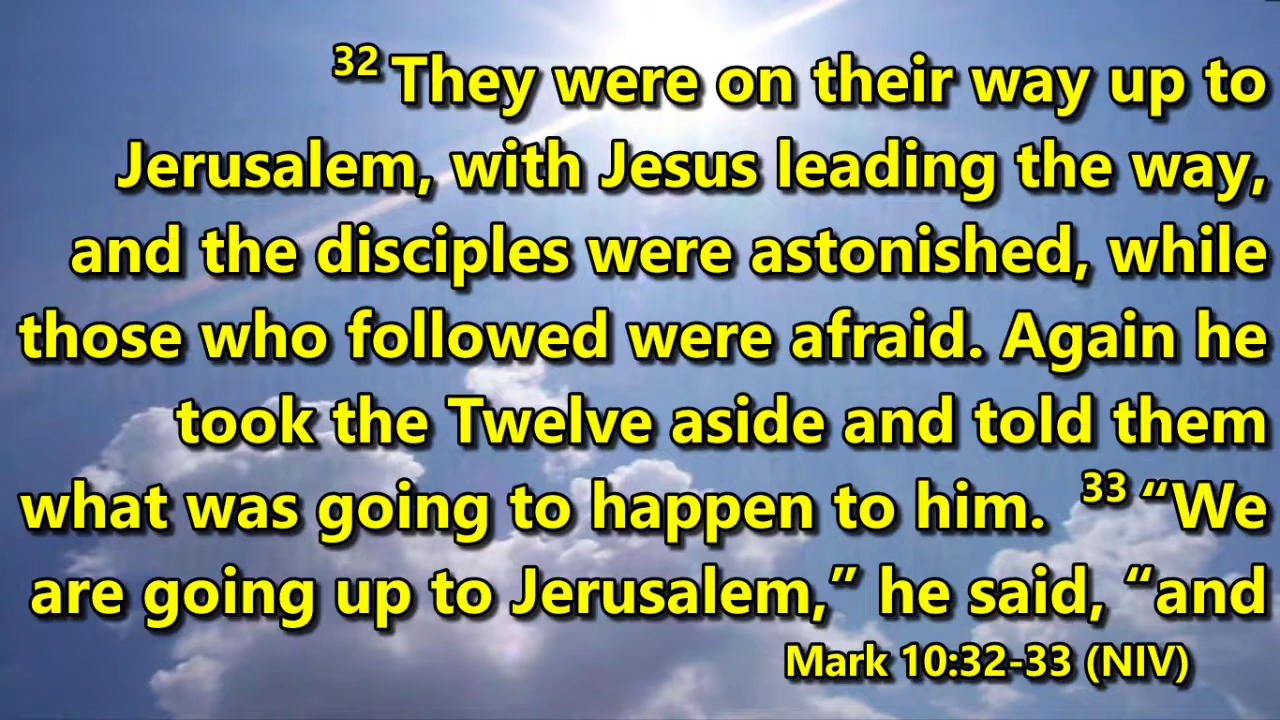 32 They were on their way up to
Jerusalem, with Jesus leading the way,
and the disciples were astonished, while
those who followed were afraid. Again he
took the Twelve aside and told them
what was going to happen to him. 33 “We
are going up to Jerusalem,” he said, “and
Mark 10:32-33 (NIV)